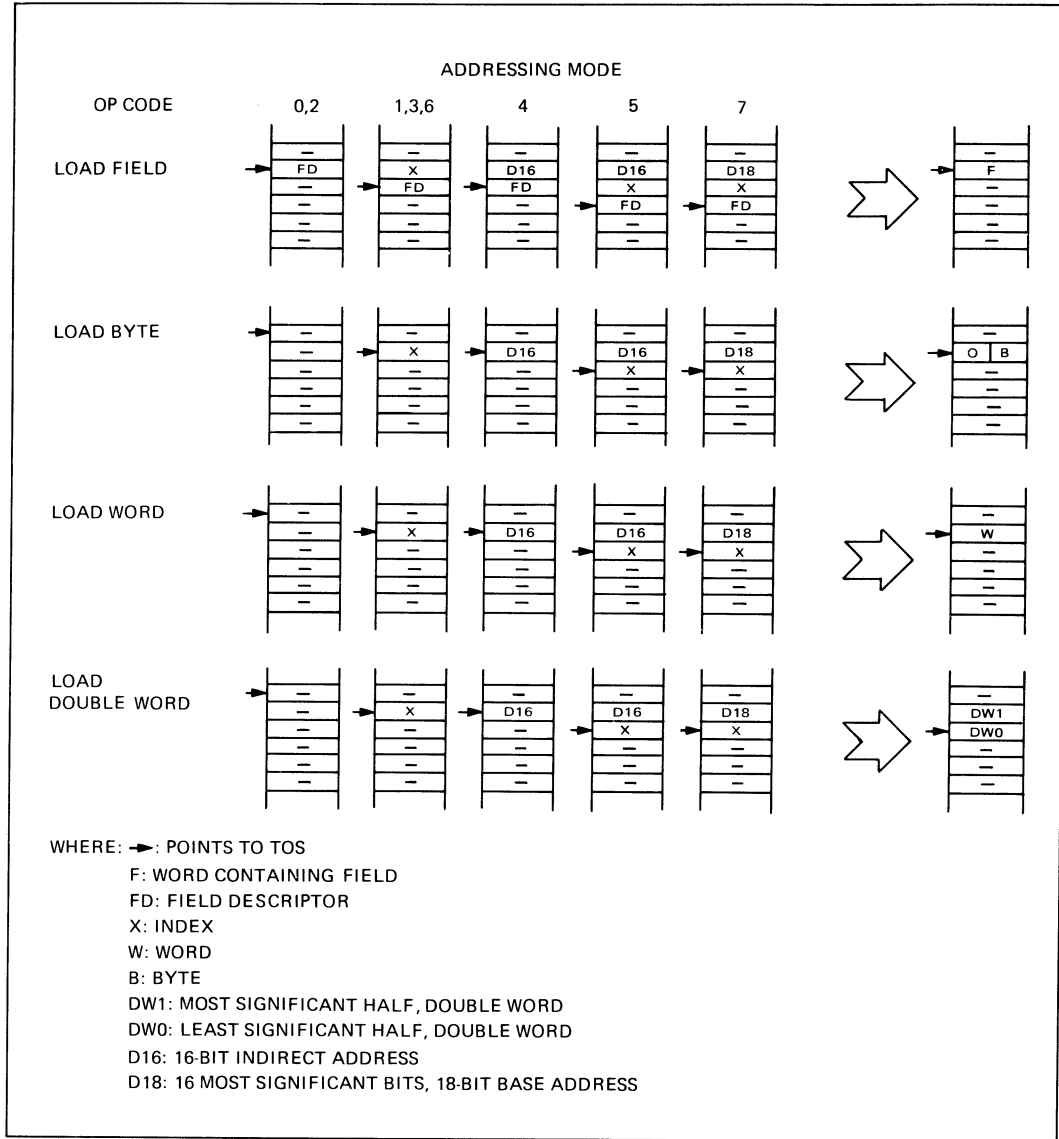 ADDRESSING MODE
OP CODE 0,2 1,3,6 4 5 7
LOAD FIELD
– – – – – –
FD X D16 D16 D18 F
– FD FD X X –
– – – FD FD –
– – – – – –
– – – – – –
LOAD BYTE
– – – – – –
– X D16 D16 D18 O B
– – – X X –
– – – – – –
– – – – – –
– – – – – –
LOAD WORD
– – – – – –
– X D16 D16 D18 W
– – – X X –
– – – – – –
– – – – – –
– – – – – –
LOAD
DOUBLE WORD
– – – – – –
– X D16 D16 D18 DW1
– – – X X DW0
– – – – – –
– – – – – –
– – – – – –
WHERE: → : POINTS TO TOS
F: WORD CONTAINING FIELD
FD: FIELD DESCRIPTOR
X: INDEX
W: WORD
B: BYTE
DW1: MOST SIGNIFICANT HALF, DOUBLE WORD
DW0: LEAST SIGNIFICANT HALF, DOUBLE WORD
D16: 16-BIT INDIRECT ADDRESS
D18: 16 MOST SIGNIFICANT BITS, 18-BIT BASE ADDRESS